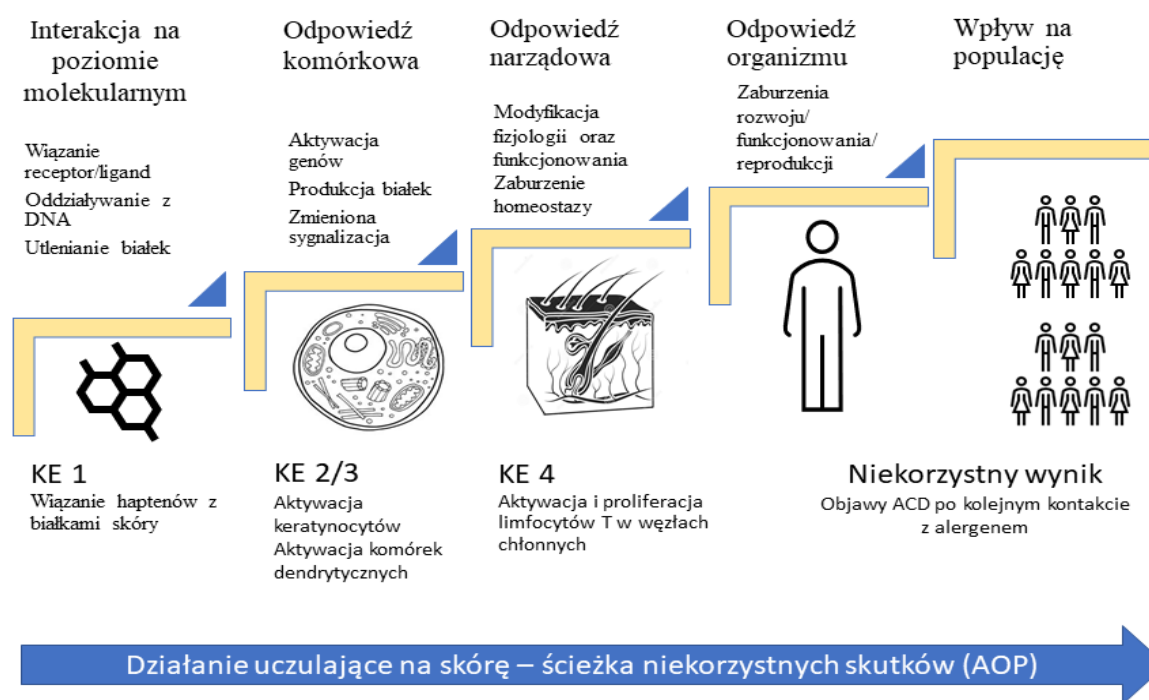 Interakcja na
poziomie
molekularnym
Wiązanie
receptor/ligand
Oddziaływanie z
DNA
Utlenianie białek
Odpowiedź
komórkowa
Aktywacja
genów
Produkcja białek
Zmieniona
sygnalizacja
Odpowiedź
narządowa
Modyfikacja
fizjologii oraz
funkcjonowania
Zaburzenie
homeostazy
Odpowiedź
organizmu
Zaburzenia
rozwoju/
funkcjonowania/
reprodukcji
Wpływ na
populację
KE 1
Wiązanie haptenów z
białkami skóry
KE 2/3
Aktywacja
keratynocytów
Aktywacja komórek
dendrytycznych
KE 4
Aktywacja i proliferacja
limfocytów T w węzłach
chłonnych
Niekorzystny wynik
Objawy ACD po kolejnym kontakcie
z alergenem
Działanie uczulające na skórę – ścieżka niekorzystnych skutków (AOP)